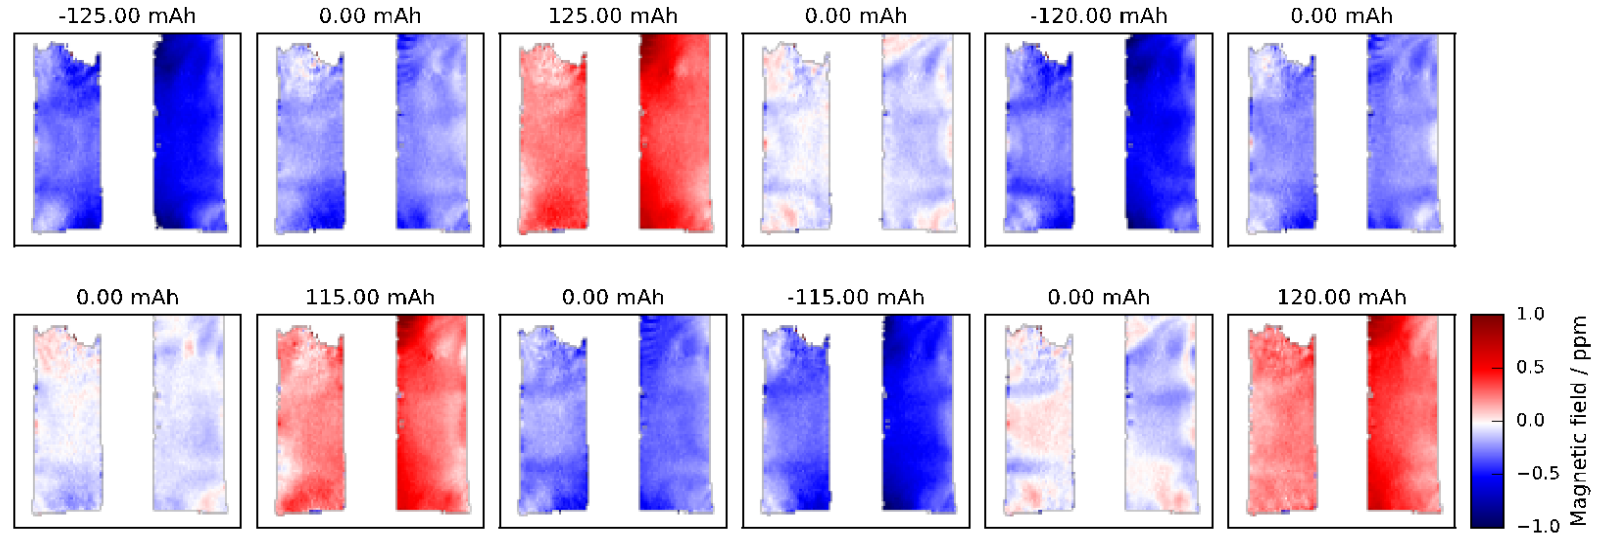 -125.00 mAh
0.00 mAh
125.00 mAh
0.00 mAh
-120.00 mAh
0.00 mAh
0.00 mAh
115.00 mAh
0.00 mAh
-115.00 mAh
0.00 mAh
120.00 mAh
1.0
0.5
0.0
−0.5
−1.0
Magnetic field / ppm